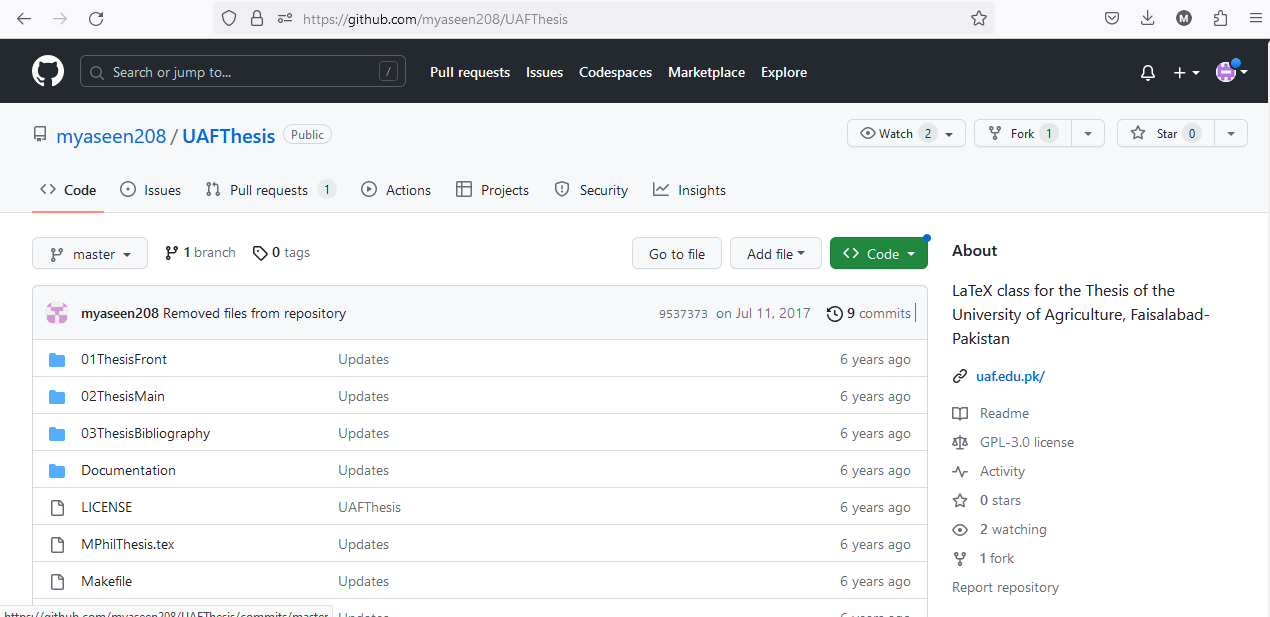 https://github.com/myaseen208/UAFThesis
M
Search or jump to... /
Pull requests Issues Codespaces Marketplace Explore
myaseen208 / UAFThesis Public
Watch 2 Fork 1 Star 0
Code Issues Pull requests 1 Actions Projects Security Insights
master 1 branch 0 tags Go to file Add file Code
myaseen208 Removed files from repository 9537373 on Jul 11, 2017 9 commits
01ThesisFront Updates 6 years ago
02ThesisMain Updates 6 years ago
03ThesisBibliography Updates 6 years ago
Documentation Updates 6 years ago
LICENSE UAFThesis 6 years ago
MPhilThesis.tex Updates 6 years ago
Makefile Updates 6 years ago
Updates 6 years ago
https://github.com/myaseen208/UAFThesis/commits/master
About
LaTeX class for the Thesis of the
University of Agriculture, Faisalabad-
Pakistan
uaf.edu.pk/
Readme
GPL-3.0 license
Activity
0 stars
2 watching
1 fork
Report repository